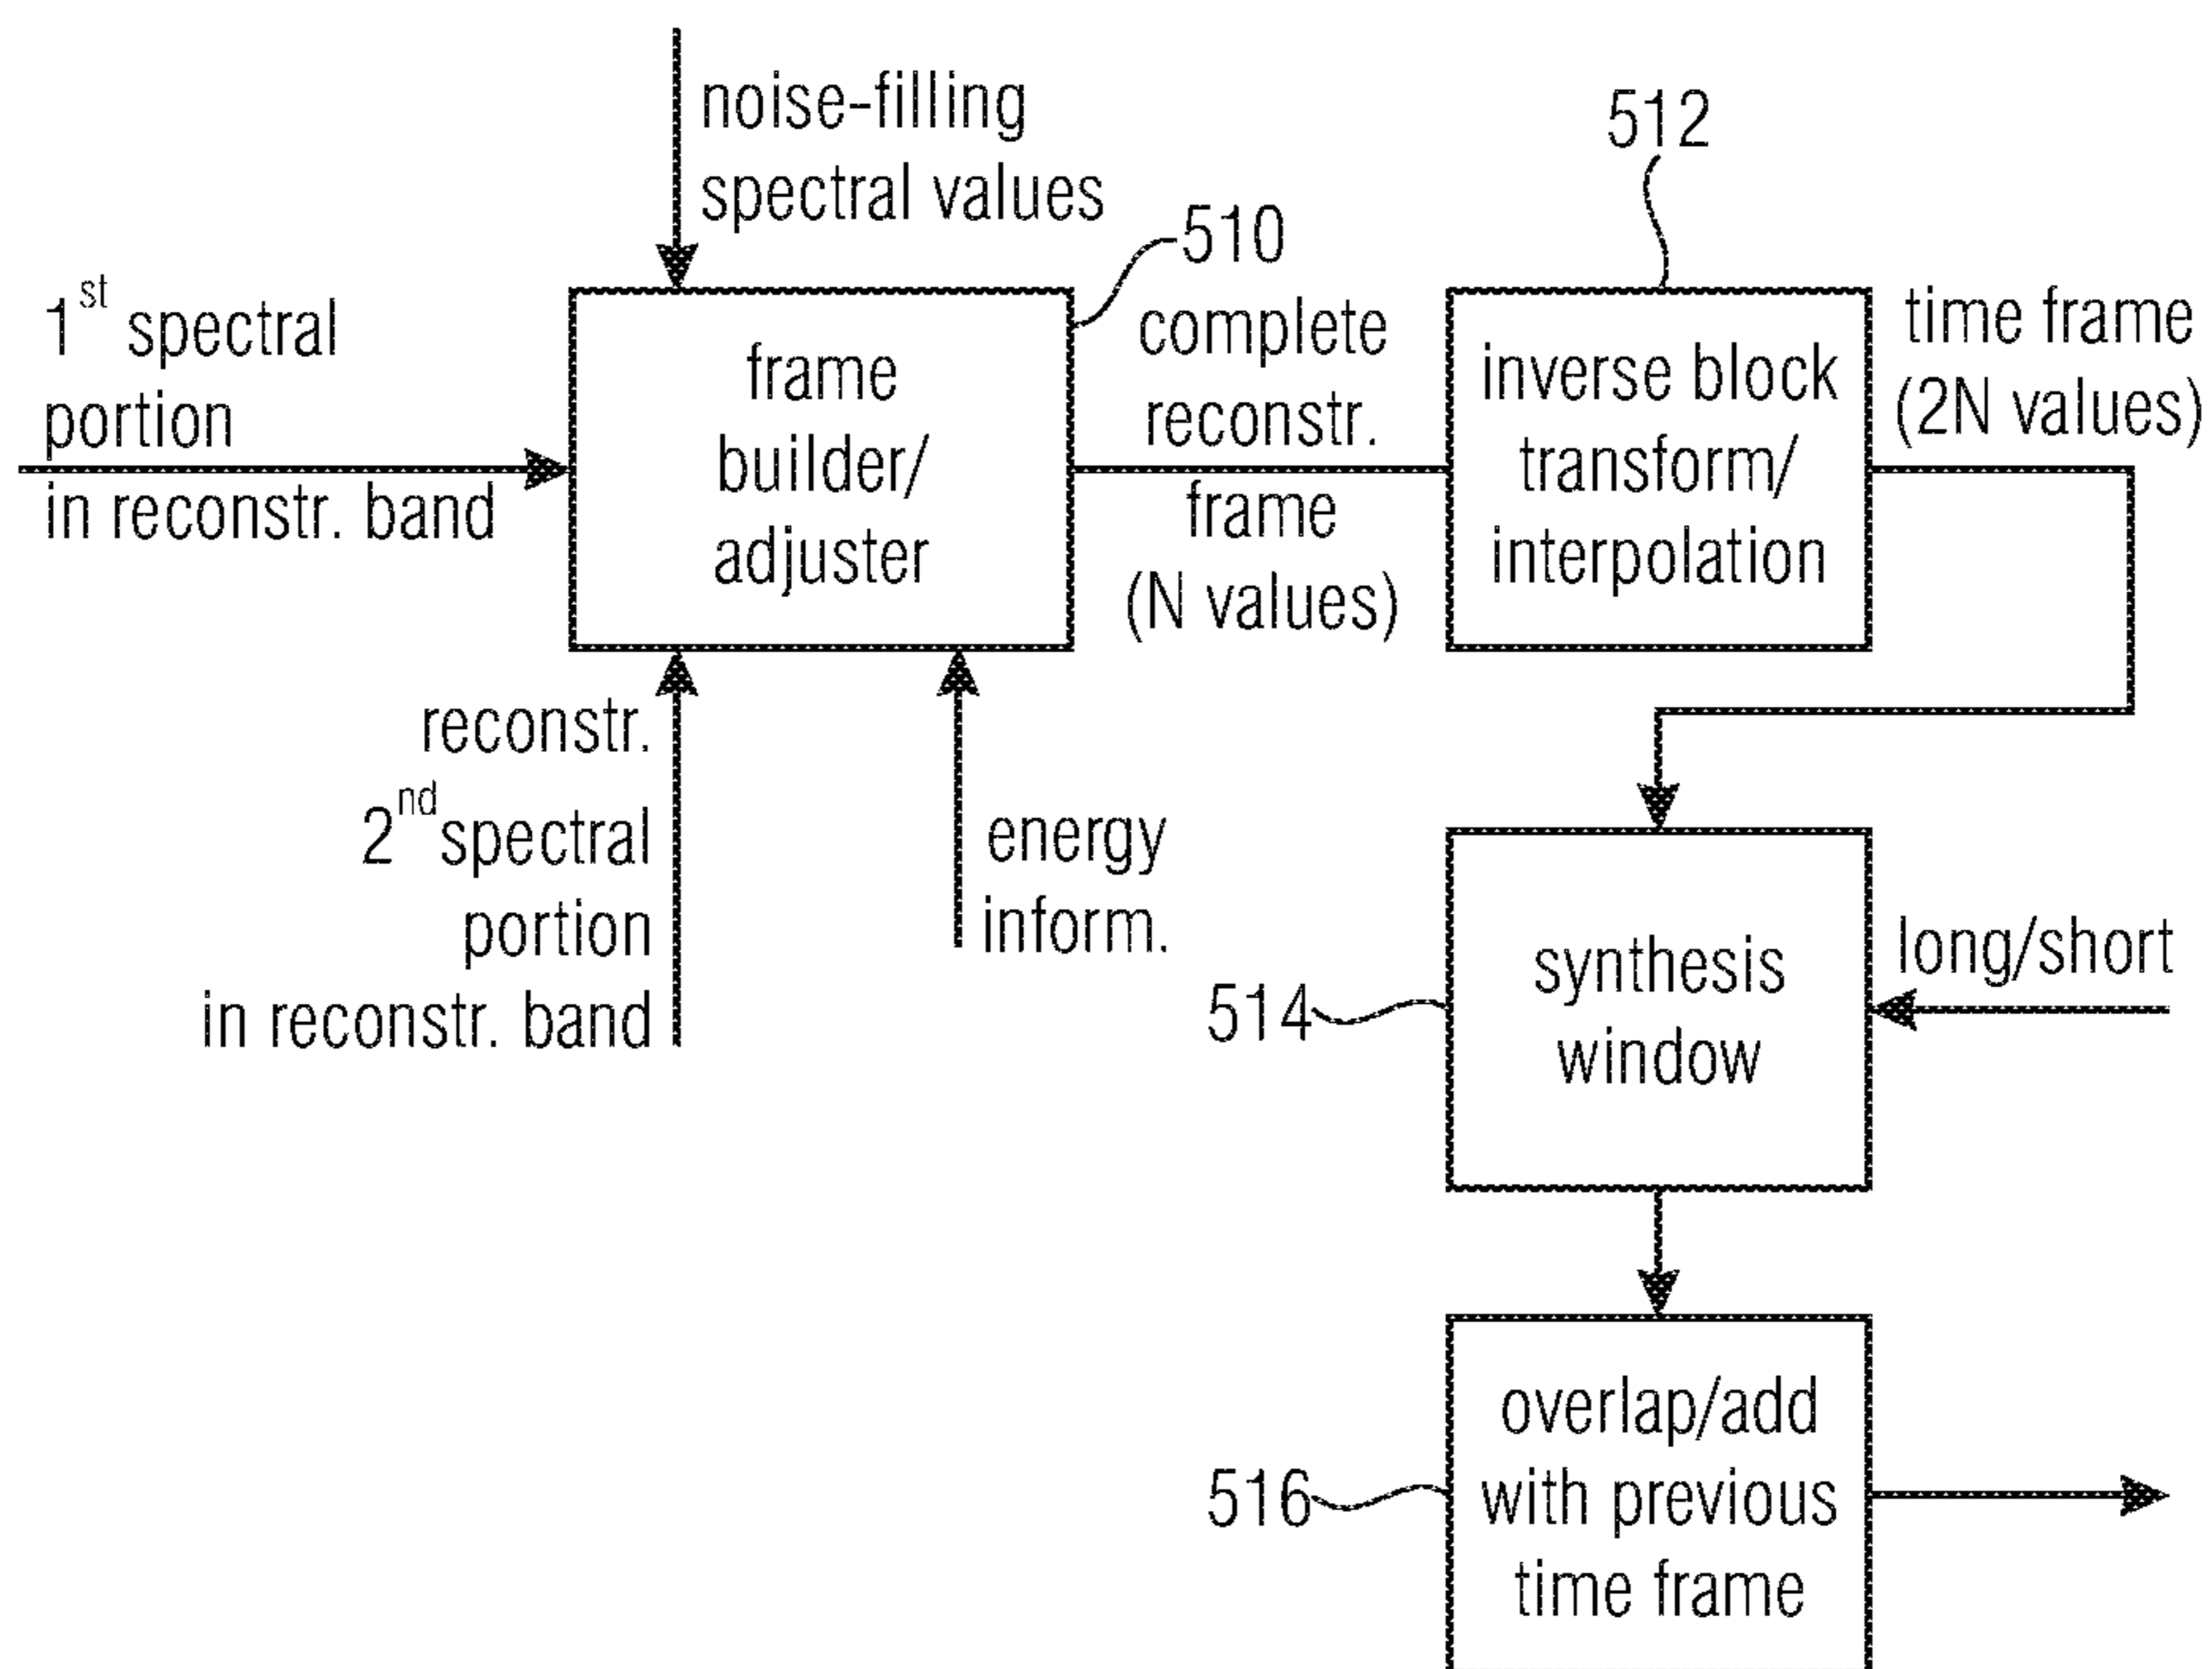 noise-filling
spectral values
510
512
1st spectral
portion
in reconstr. band
frame
builder/
adjuster
complete
reconstr.
frame
(N values)
inverse block
transform/
interpolation
time frame
(2N values)
reconstr.
2nd spectral
portion
in reconstr. band
energy
inform.
514
synthesis
window
long/short
516
overlap/add
with previous
time frame